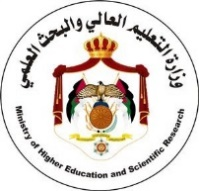 وزارة التعليم العالي والبحث العلمي
Ministry of Higher Education and Scientific Research